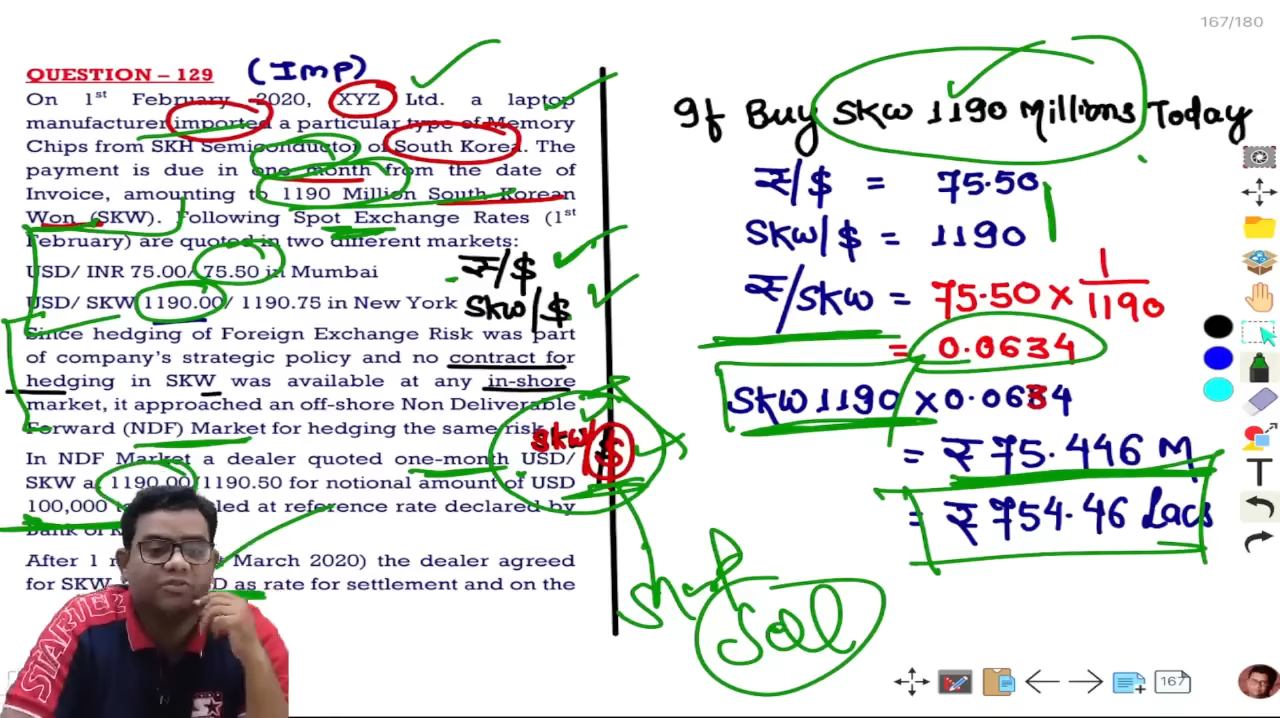 167/180
QUESTION – 129 (Imp)
On 1st February 2020, XYZ Ltd. a laptop
manufacturer imported a particular type of Memory
Chips from SKH Semiconductor of South Korea. The
payment is due in one month from the date of
Invoice, amounting to 1190 Million South Korean
Won (SKW). Following Spot Exchange Rates (1st
February) are quoted in two different markets:
USD/ INR 75.00/ 75.50 in Mumbai
₹/$
USD/ SKW 1190.00/ 1190.75 in New York
SKW/$
Since hedging of Foreign Exchange Risk was part
of company's strategic policy and no contract for
hedging in SKW was available at any in-shore
market, it approached an off-shore Non Deliverable
Forward (NDF) Market for hedging the same risk.
SKW/$
In NDF Market a dealer quoted one-month USD/
SKW at 1190.00/1190.50 for notional amount of USD
100,000 at reference rate declared by
Bank of
After 1 March 2020) the dealer agreed
for SKW as rate for settlement and on the
If Buy SKW 1190 Millions Today
₹/$ = 75.50
SKW/$ = 1190
₹/SKW = 75.50 × 1/1190
= 0.0634
SKW 1190 × 0.0634
= ₹ 75.446 M
= ₹ 754.46 Lacs
Sell
STARTER
167